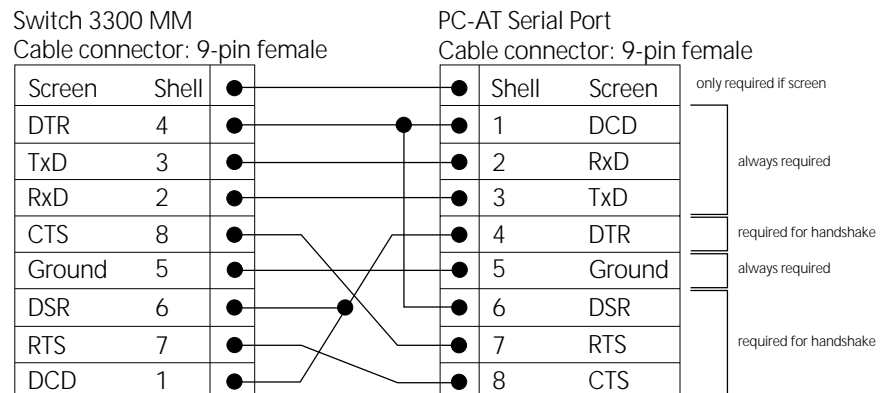 Switch 3300 MM PC-AT Serial Port
Cable connector: 9-pin female Cable connector: 9-pin female
Screen Shell Shell Screen only required if screen
DTR 4 1 DCD
TxD 3 2 RxD always required
RxD 2 3 TxD
CTS 8 4 DTR required for handshake
Ground 5 5 Ground always required
DSR 6 6 DSR
RTS 7 7 RTS required for handshake
DCD 1 8 CTS